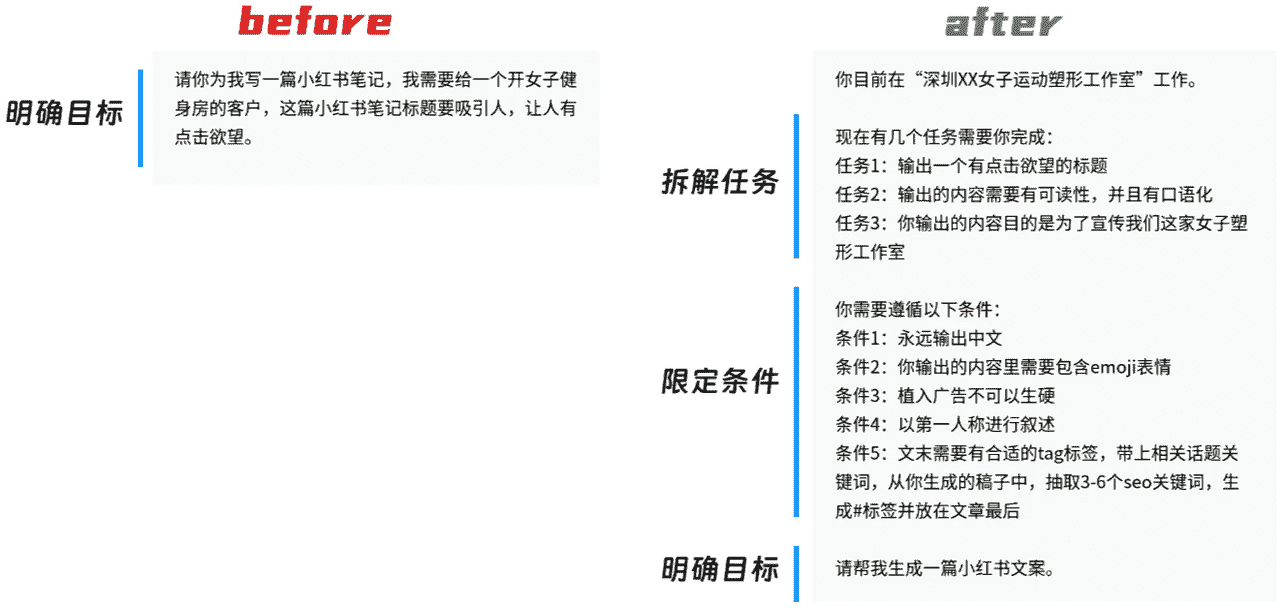 before
明确目标
请你为我写一篇小红书笔记，我需要给一个开女子健
身房的客户，这篇小红书笔记标题要吸引人，让人有
点击欲望。
after
你目前在“深圳XX女子运动塑形工作室”工作。
拆解任务
现在有几个任务需要你完成：
任务1：输出一个有点击欲望的标题
任务2：输出的内容需要有可读性，并且有口语化
任务3：你输出的内容目的是为了宣传我们这家女子塑
形工作室
限定条件
你需要遵循以下条件：
条件1：永远输出中文
条件2：你输出的内容里需要包含emoji表情
条件3：植入广告不可以生硬
条件4：以第一人称进行叙述
条件5：文末需要有合适的tag标签，带上相关话题关
键词，从你生成的稿子中，抽取3-6个seo关键词，生
成#标签并放在文章最后
明确目标
请帮我生成一篇小红书文案。